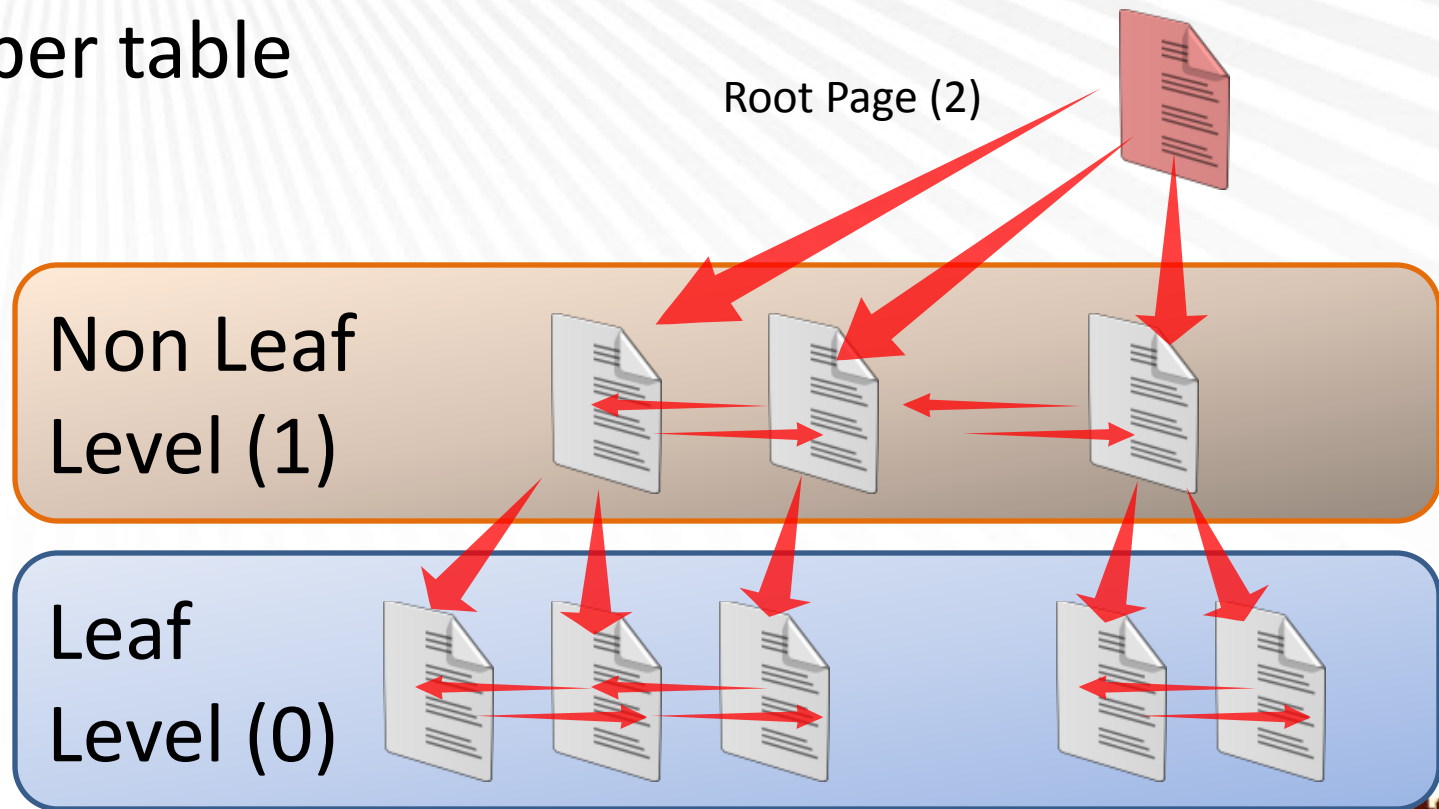 per table
Root Page (2)
Non Leaf
Level (1)
Leaf
Level (0)